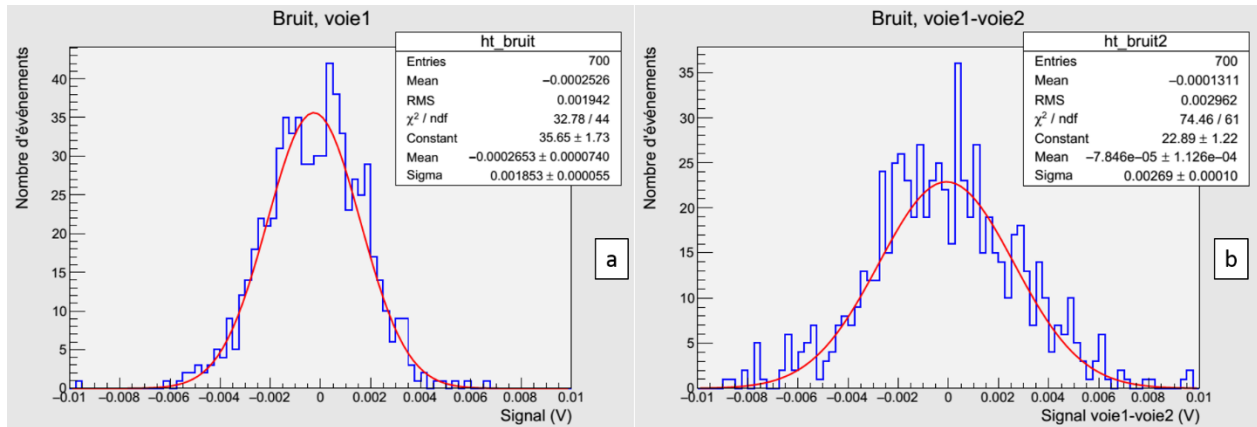 Bruit, voie1
ht_bruit
Entries 700
Mean −0.0002526
RMS 0.001942
χ² / ndf 32.78 / 44
Constant 35.65 ± 1.73
Mean −0.0002653 ± 0.0000740
Sigma 0.001853 ± 0.000055
Nombre d'événements
40
35
30
25
20
15
10
5
0
a
−0.01 −0.008 −0.006 −0.004 −0.002 0 0.002 0.004 0.006 0.008 0.01
Signal (V)
Bruit, voie1-voie2
ht_bruit2
Entries 700
Mean −0.0001311
RMS 0.002962
χ² / ndf 74.46 / 61
Constant 22.89 ± 1.22
Mean −7.846e−05 ± 1.126e−04
Sigma 0.00269 ± 0.00010
Nombre d'événements
35
30
25
20
15
10
5
0
b
−0.01 −0.008 −0.006 −0.004 −0.002 0 0.002 0.004 0.006 0.008 0.01
Signal voie1-voie2 (V)